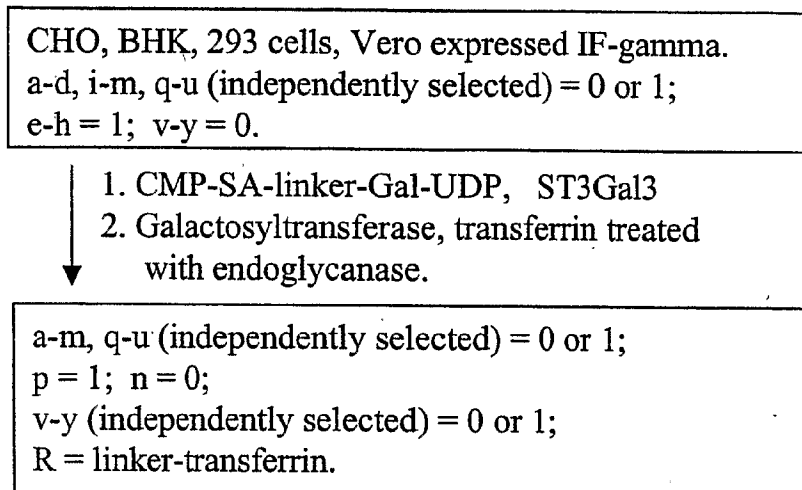 CHO, BHK, 293 cells, Vero expressed IF-gamma.
a-d, i-m, q-u (independently selected) = 0 or 1;
e-h = 1; v-y = 0.
1. CMP-SA-linker-Gal-UDP, ST3Gal3
2. Galactosyltransferase, transferrin treated
with endoglycanase.
a-m, q-u (independently selected) = 0 or 1;
p = 1; n = 0;
v-y (independently selected) = 0 or 1;
R = linker-transferrin.